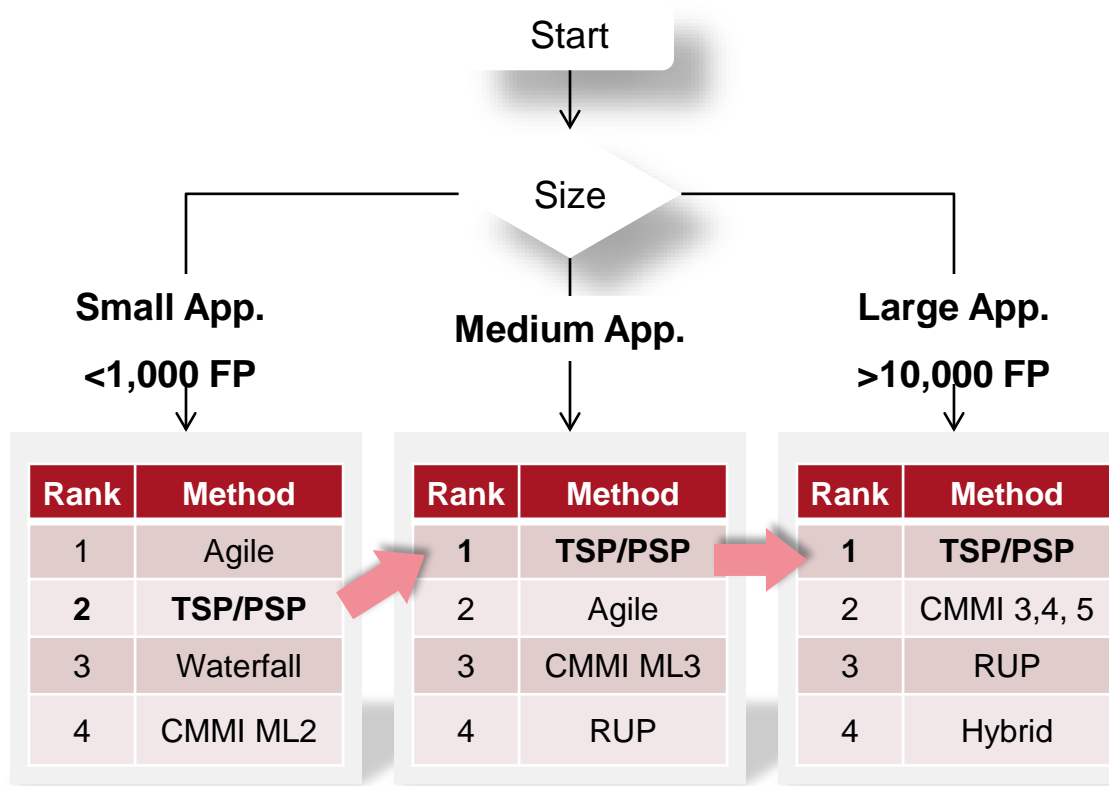 Start
Size
Small App.
<1,000 FP
Medium App.
Large App.
>10,000 FP
Rank Method
1 Agile
2 TSP/PSP
3 Waterfall
4 CMMI ML2
Rank Method
1 TSP/PSP
2 Agile
3 CMMI ML3
4 RUP
Rank Method
1 TSP/PSP
2 CMMI 3,4, 5
3 RUP
4 Hybrid